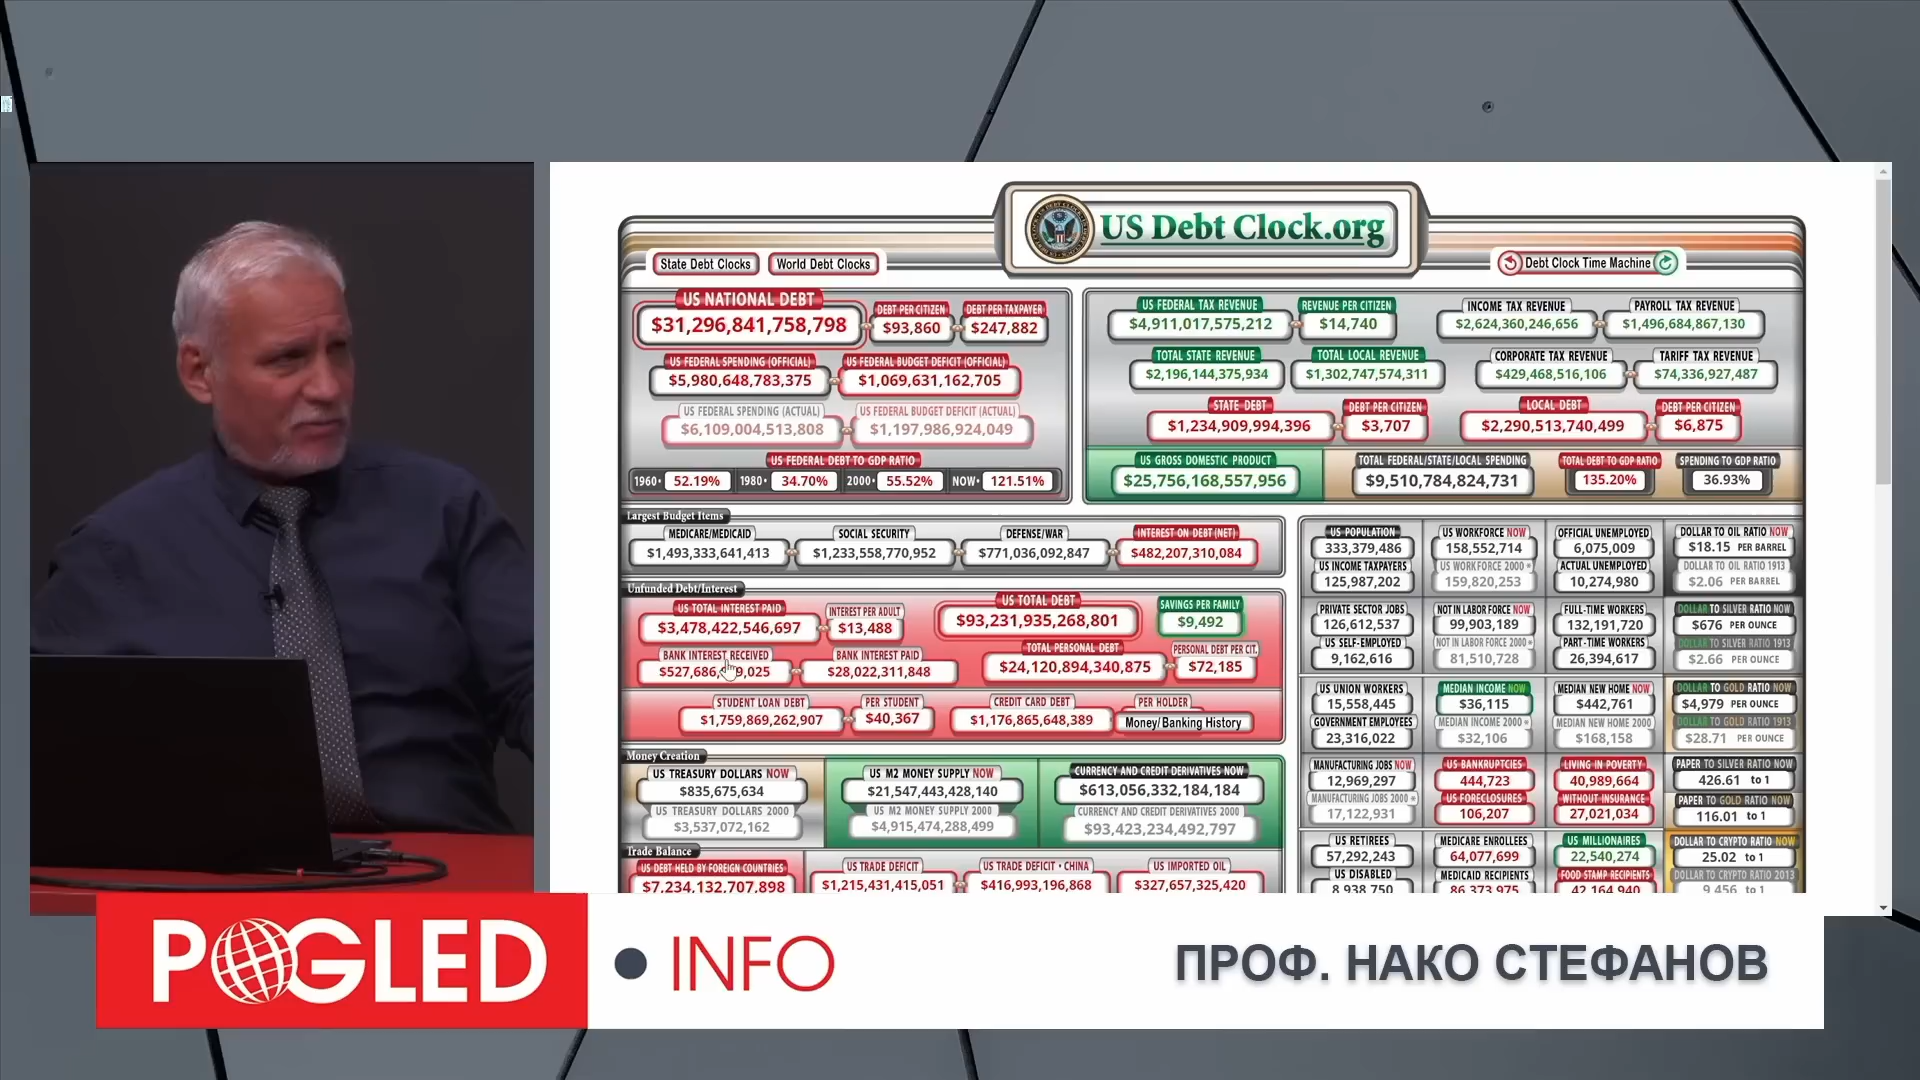 US Debt Clock.org
State Debt Clocks World Debt Clocks
Debt Clock Time Machine
US NATIONAL DEBT
$31,296,841,758,798
DEBT PER CITIZEN
$93,860
DEBT PER TAXPAYER
$247,882
US FEDERAL SPENDING (OFFICIAL)
$5,980,648,783,375
US FEDERAL BUDGET DEFICIT (OFFICIAL)
$1,069,631,162,705
US FEDERAL SPENDING (ACTUAL)
$6,109,004,513,808
US FEDERAL BUDGET DEFICIT (ACTUAL)
$1,197,986,924,049
US FEDERAL DEBT TO GDP RATIO
1960• 52.19% 1980• 34.70% 2000• 55.52% NOW• 121.51%
US FEDERAL TAX REVENUE
$4,911,017,575,212
REVENUE PER CITIZEN
$14,740
INCOME TAX REVENUE
$2,624,360,246,656
PAYROLL TAX REVENUE
$1,496,684,867,130
TOTAL STATE REVENUE
$2,196,144,375,934
TOTAL LOCAL REVENUE
$1,302,747,574,311
CORPORATE TAX REVENUE
$429,468,516,106
TARIFF TAX REVENUE
$74,336,927,487
STATE DEBT
$1,234,909,994,396
DEBT PER CITIZEN
$3,707
LOCAL DEBT
$2,290,513,740,499
DEBT PER CITIZEN
$6,875
US GROSS DOMESTIC PRODUCT
$25,756,168,557,956
TOTAL FEDERAL/STATE/LOCAL SPENDING
$9,510,784,824,731
TOTAL DEBT TO GDP RATIO
135.20%
SPENDING TO GDP RATIO
36.93%
Largest Budget Items
MEDICARE/MEDICAID
$1,493,333,641,413
SOCIAL SECURITY
$1,233,558,770,952
DEFENSE/WAR
$771,036,092,847
INTEREST ON DEBT (NET)
$482,207,310,084
Unfunded Debt/Interest
US TOTAL INTEREST PAID
$3,478,422,546,697
INTEREST PER ADULT
$13,488
US TOTAL DEBT
$93,231,935,268,801
SAVINGS PER FAMILY
$9,492
BANK INTEREST RECEIVED
BANK INTEREST PAID
$28,022,311,848
TOTAL PERSONAL DEBT
$24,120,894,340,875
PERSONAL DEBT PER CIT.
$72,185
STUDENT LOAN DEBT
$1,759,869,262,907
PER STUDENT
$40,367
CREDIT CARD DEBT
$1,176,865,648,389
PER HOLDER
Money/Banking History
Money Creation
US TREASURY DOLLARS NOW
$835,675,634
US TREASURY DOLLARS 2000
$3,537,072,162
US M2 MONEY SUPPLY NOW
$21,547,443,428,140
US M2 MONEY SUPPLY 2000
$4,915,474,288,499
CURRENCY AND CREDIT DERIVATIVES NOW
$613,056,332,184,184
CURRENCY AND CREDIT DERIVATIVES 2000
$93,423,234,492,797
Trade Balance
US DEBT HELD BY FOREIGN COUNTRIES
$7,234,132,707,898
US TRADE DEFICIT
$1,215,431,415,051
US TRADE DEFICIT • CHINA
$416,993,196,868
US IMPORTED OIL
$327,657,325,420
US POPULATION
333,379,486
US INCOME TAXPAYERS
125,987,202
US WORKFORCE NOW
158,552,714
US WORKFORCE 2000
159,820,253
OFFICIAL UNEMPLOYED
6,075,009
ACTUAL UNEMPLOYED
10,274,980
DOLLAR TO OIL RATIO NOW
$18.15 PER BARREL
DOLLAR TO OIL RATIO 1913
$2.06 PER BARREL
PRIVATE SECTOR JOBS
126,612,537
US SELF-EMPLOYED
9,162,616
NOT IN LABOR FORCE NOW
99,903,189
NOT IN LABOR FORCE 2000
81,510,728
FULL-TIME WORKERS
132,191,720
PART-TIME WORKERS
26,394,617
DOLLAR TO SILVER RATIO NOW
$676 PER OUNCE
DOLLAR TO SILVER RATIO 1913
$2.66 PER OUNCE
US UNION WORKERS
15,558,445
GOVERNMENT EMPLOYEES
23,316,022
MEDIAN INCOME NOW
$36,115
MEDIAN INCOME 2000
$32,106
MEDIAN NEW HOME NOW
$442,761
MEDIAN NEW HOME 2000
$168,158
DOLLAR TO GOLD RATIO NOW
$4,979 PER OUNCE
DOLLAR TO GOLD RATIO 1913
$28.71 PER OUNCE
MANUFACTURING JOBS NOW
12,969,297
MANUFACTURING JOBS 2000
17,122,931
US BANKRUPTCIES
444,723
US FORECLOSURES
106,207
LIVING IN POVERTY
40,989,664
WITHOUT INSURANCE
27,021,034
PAPER TO SILVER RATIO NOW
426.61 to 1
PAPER TO GOLD RATIO NOW
116.01 to 1
US RETIREES
57,292,243
US DISABLED
8,938,750
MEDICARE ENROLLEES
64,077,699
MEDICAID RECIPIENTS
86,373,975
US MILLIONAIRES
22,540,274
FOOD STAMP RECIPIENTS
42,164,940
DOLLAR TO CRYPTO RATIO NOW
25.02 to 1
DOLLAR TO CRYPTO RATIO 2013
9,456 to 1
POGLED • INFO
ПРОФ. НАКО СТЕФАНОВ